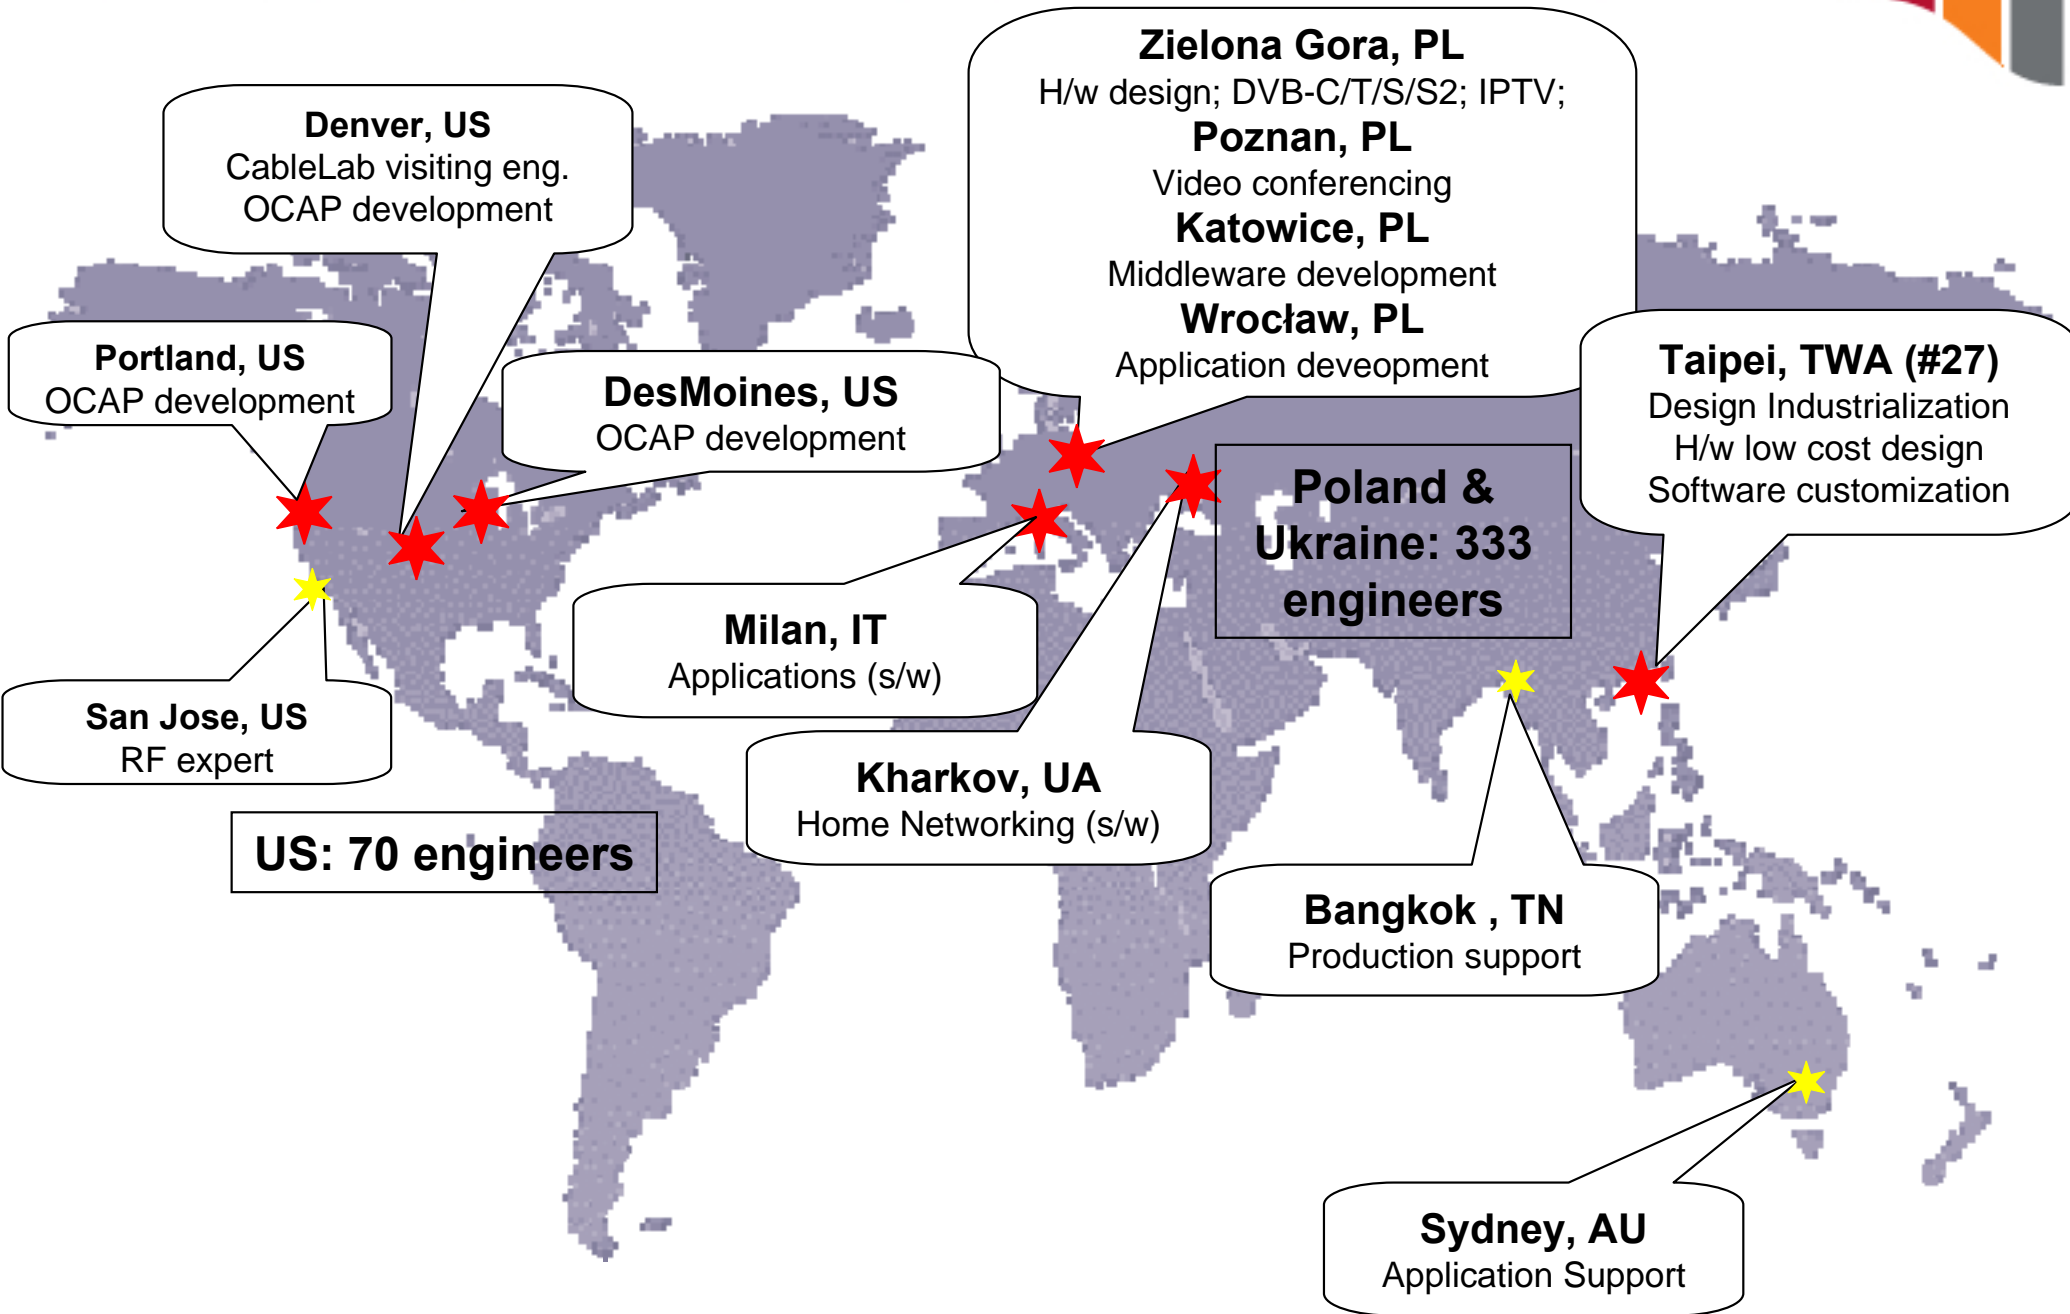 Zielona Gora, PL
H/w design; DVB-C/T/S/S2; IPTV;
Poznan, PL
Video conferencing
Katowice, PL
Middleware development
Wrocław, PL
Application deveopment
Denver, US
CableLab visiting eng.
OCAP development
Portland, US
OCAP development
DesMoines, US
OCAP development
Taipei, TWA (#27)
Design Industrialization
H/w low cost design
Software customization
Poland &
Ukraine: 333
engineers
Milan, IT
Applications (s/w)
San Jose, US
RF expert
Kharkov, UA
Home Networking (s/w)
US: 70 engineers
Bangkok , TN
Production support
Sydney, AU
Application Support